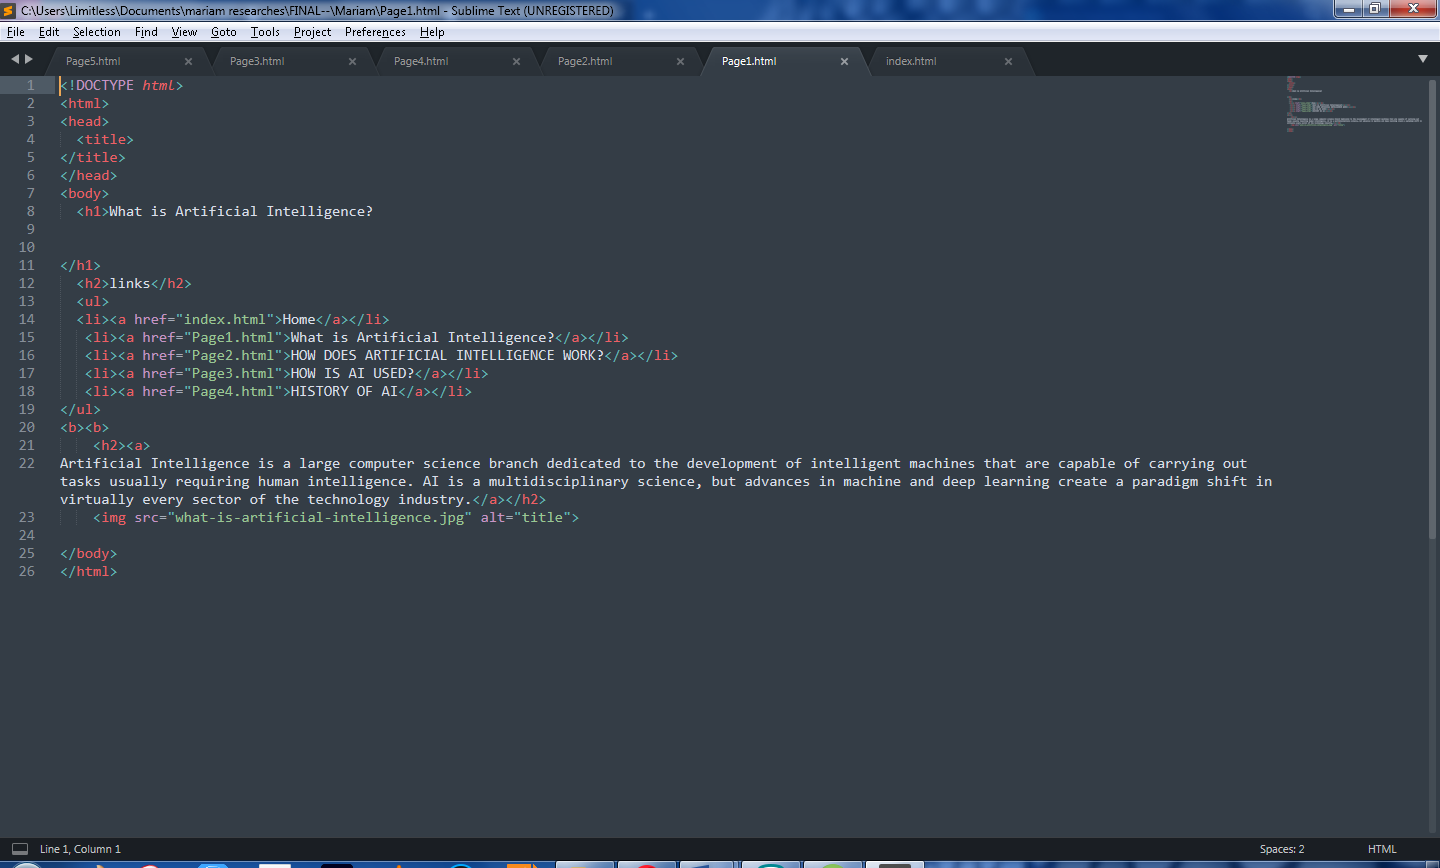 C:\Users\Limitless\Documents\mariam researches\FINAL--\Mariam\Page1.html - Sublime Text (UNREGISTERED)
File Edit Selection Find View Goto Tools Project Preferences Help
Page5.html Page3.html Page4.html Page2.html Page1.html index.html
1 <!DOCTYPE html>
2 <html>
3 <head>
4 <title>
5 </title>
6 </head>
7 <body>
8 <h1>What is Artificial Intelligence?
9
10
11 </h1>
12 <h2>links</h2>
13 <ul>
14 <li><a href="index.html">Home</a></li>
15 <li><a href="Page1.html">What is Artificial Intelligence?</a></li>
16 <li><a href="Page2.html">HOW DOES ARTIFICIAL INTELLIGENCE WORK?</a></li>
17 <li><a href="Page3.html">HOW IS AI USED?</a></li>
18 <li><a href="Page4.html">HISTORY OF AI</a></li>
19 </ul>
20 <b><b>
21 <h2><a>
22 Artificial Intelligence is a large computer science branch dedicated to the development of intelligent machines that are capable of carrying out
tasks usually requiring human intelligence. AI is a multidisciplinary science, but advances in machine and deep learning create a paradigm shift in
virtually every sector of the technology industry.</a></h2>
23 <img src="what-is-artificial-intelligence.jpg" alt="title">
24
25 </body>
26 </html>
Line 1, Column 1 Spaces: 2 HTML